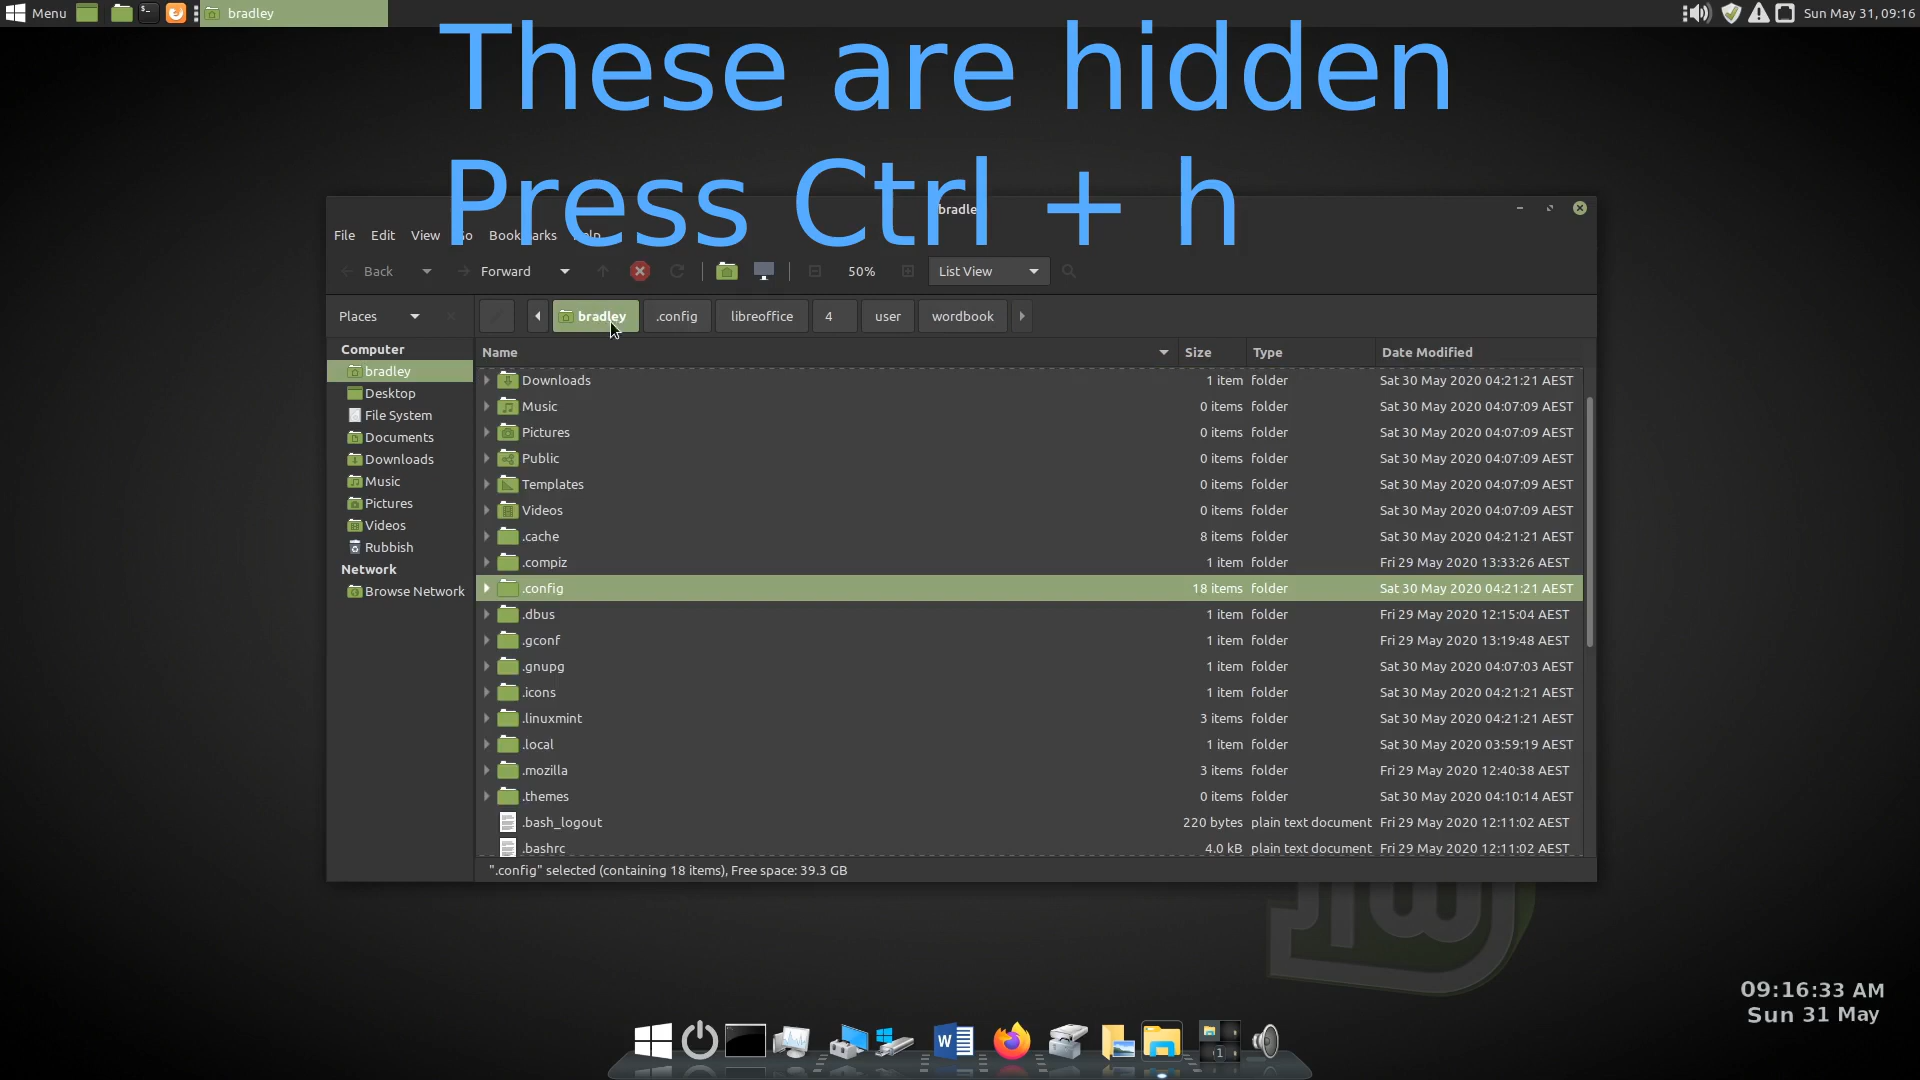 Menu
bradley
Sun May 31, 09:16
These are hidden
Press Ctrl + h
File Edit View
Back
Forward
50%
List View
Places
bradley
.config
libreoffice
4
user
wordbook
Name
Size
Type
Date Modified
Computer
bradley
Desktop
File System
Documents
Downloads
Music
Pictures
Videos
Rubbish
Network
Browse Network
Downloads 1 item folder Sat 30 May 2020 04:21:21 AEST
Music 0 items folder Sat 30 May 2020 04:07:09 AEST
Pictures 0 items folder Sat 30 May 2020 04:07:09 AEST
Public 0 items folder Sat 30 May 2020 04:07:09 AEST
Templates 0 items folder Sat 30 May 2020 04:07:09 AEST
Videos 0 items folder Sat 30 May 2020 04:07:09 AEST
.cache 8 items folder Sat 30 May 2020 04:21:21 AEST
.compiz 1 item folder Fri 29 May 2020 13:33:26 AEST
.config 18 items folder Sat 30 May 2020 04:21:21 AEST
.dbus 1 item folder Fri 29 May 2020 12:15:04 AEST
.gconf 1 item folder Fri 29 May 2020 13:19:48 AEST
.gnupg 1 item folder Sat 30 May 2020 04:07:03 AEST
.icons 1 item folder Sat 30 May 2020 04:21:21 AEST
.linuxmint 3 items folder Sat 30 May 2020 04:21:21 AEST
.local 1 item folder Sat 30 May 2020 03:59:19 AEST
.mozilla 3 items folder Fri 29 May 2020 12:40:38 AEST
.themes 0 items folder Sat 30 May 2020 04:10:14 AEST
.bash_logout 220 bytes plain text document Fri 29 May 2020 12:11:02 AEST
.bashrc 4.0 kB plain text document Fri 29 May 2020 12:11:02 AEST
".config" selected (containing 18 items), Free space: 39.3 GB
09:16:33 AM
Sun 31 May
W
1